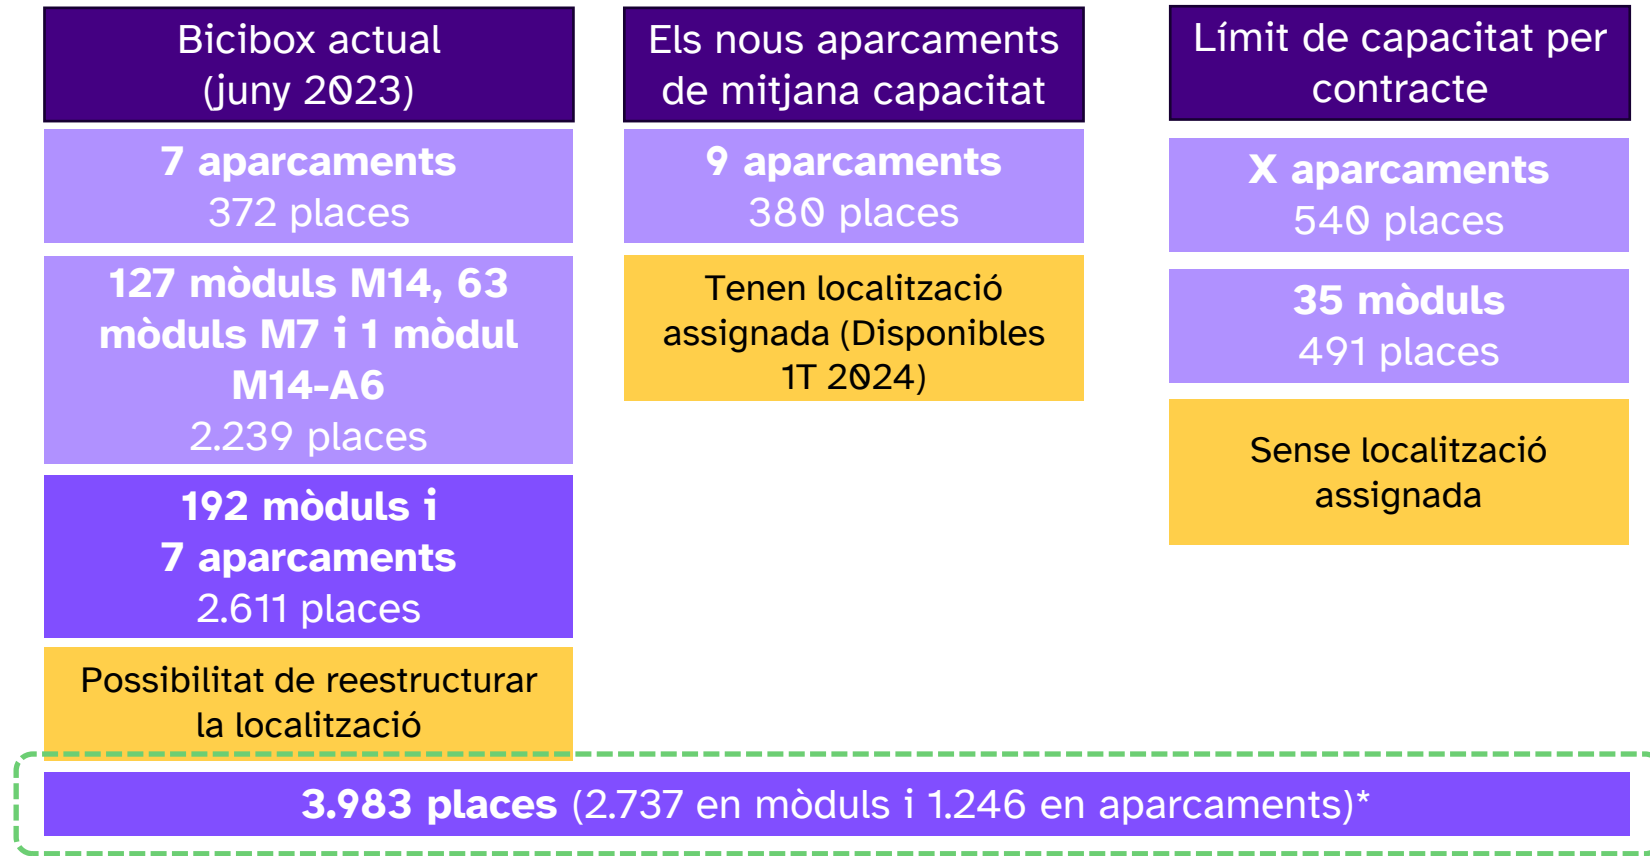 Bicibox actual
(juny 2023)
7 aparcaments
372 places
127 mòduls M14, 63
mòduls M7 i 1 mòdul
M14-A6
2.239 places
192 mòduls i
7 aparcaments
2.611 places
Possibilitat de reestructurar
la localització
Els nous aparcaments
de mitjana capacitat
9 aparcaments
380 places
Tenen localització
assignada (Disponibles
1T 2024)
Límit de capacitat per
contracte
X aparcaments
540 places
35 mòduls
491 places
Sense localització
assignada
3.983 places (2.737 en mòduls i 1.246 en aparcaments)*